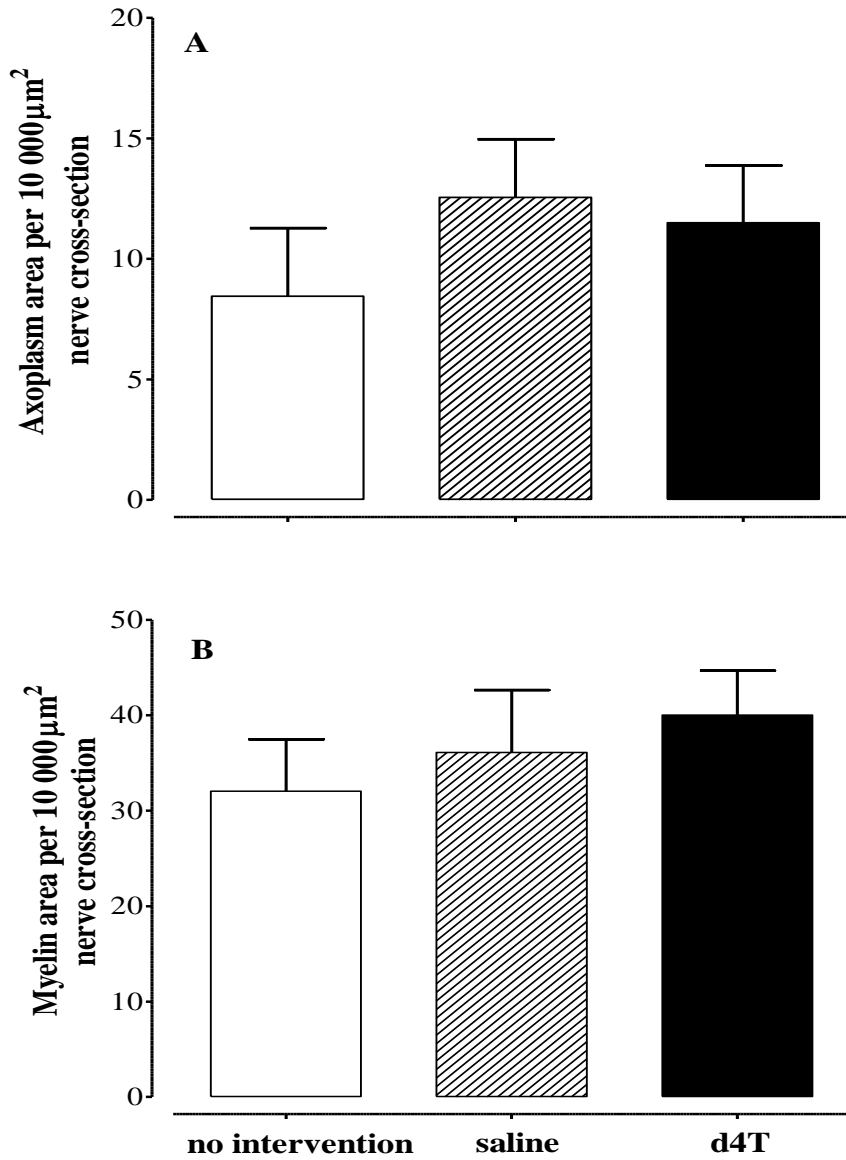 A
Axoplasm area per 10 000µm²
nerve cross-section
20
15
10
5
0
B
Myelin area per 10 000µm²
nerve cross-section
50
40
30
20
10
0
no intervention saline d4T